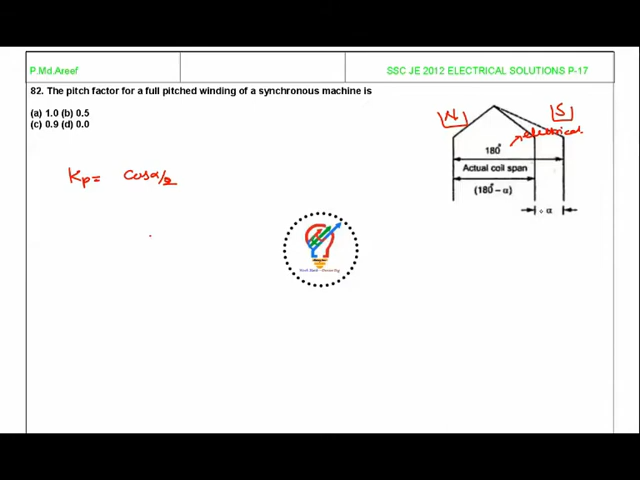 P.Md.Areef
SSC JE 2012 ELECTRICAL SOLUTIONS P-17
82. The pitch factor for a full pitched winding of a synchronous machine is
(a) 1.0 (b) 0.5
(c) 0.9 (d) 0.0
N
S
electrical
180°
Actual coil span
(180° - α)
α
Kp = cosα/2